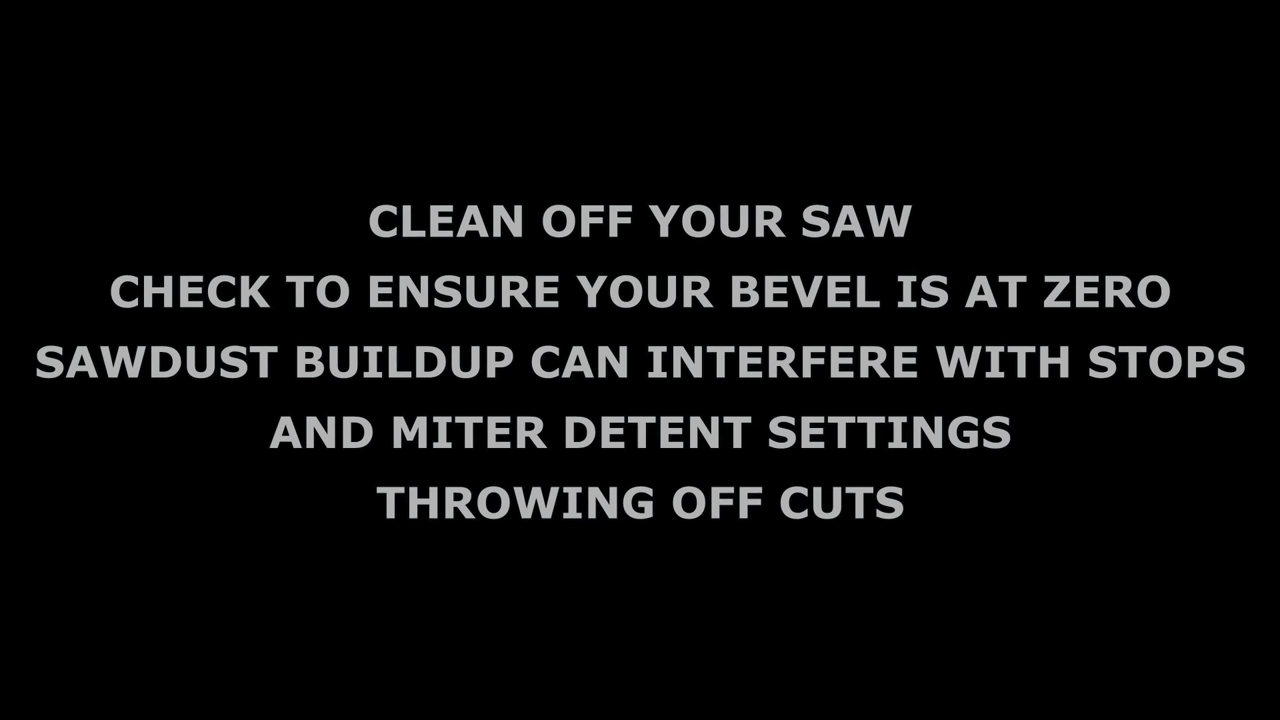 CLEAN OFF YOUR SAW
CHECK TO ENSURE YOUR BEVEL IS AT ZERO
SAWDUST BUILDUP CAN INTERFERE WITH STOPS
AND MITER DETENT SETTINGS
THROWING OFF CUTS